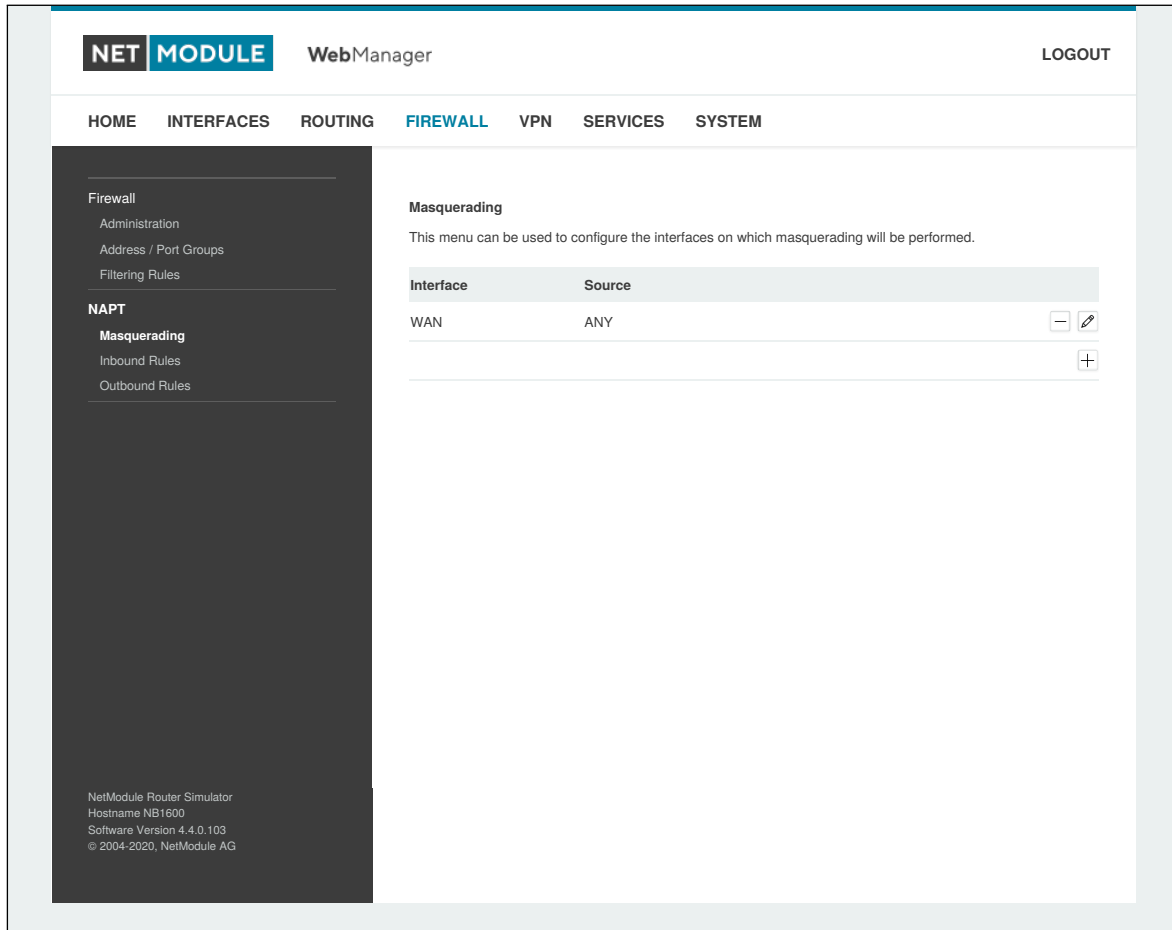 NET MODULE WebManager LOGOUT
HOME INTERFACES ROUTING FIREWALL VPN SERVICES SYSTEM
Firewall
Administration
Address / Port Groups
Filtering Rules
NAPT
Masquerading
Inbound Rules
Outbound Rules
Masquerading
This menu can be used to configure the interfaces on which masquerading will be performed.
Interface Source
WAN ANY
NetModule Router Simulator
Hostname NB1600
Software Version 4.4.0.103
© 2004-2020, NetModule AG